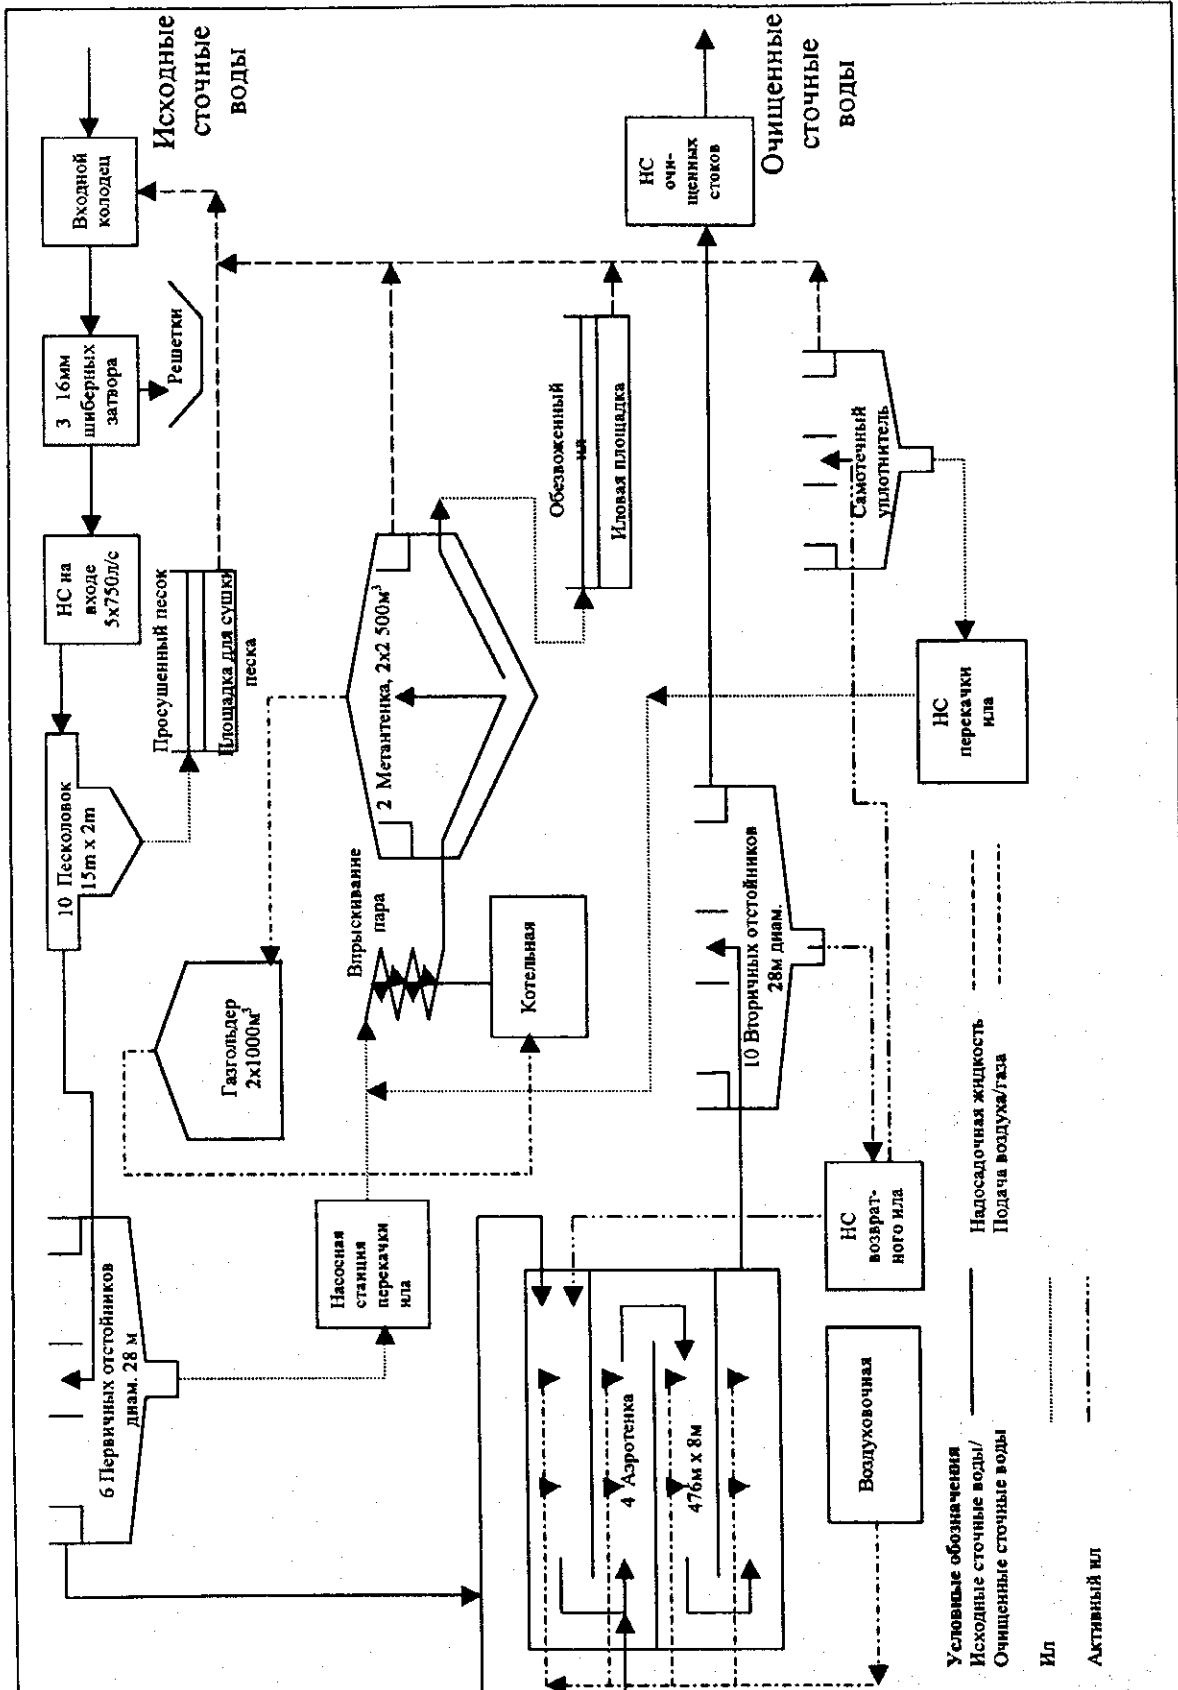 Исходные
сточные
воды
Входной
колодец
3 16мм
шиберных
затвора
Решетки
НС на
входе
5x750л/с
Просушенный песок
Площадка для сушки
песка
10 Песколовок
15m x 2m
6 Первичных отстойников
диам. 28 м
Газгольдер
2x1000м³
Насосная
станция
перекачки
ила
Впрыскивание
пара
Котельная
2 Метантенка, 2x2 500м³
Обезвоженный
ил
Иловая площадка
Очищенные
сточные
воды
НС
очи-
щенных
стоков
Самотечный
уплотнитель
НС
перекачки
ила
10 Вторичных отстойников
28м диам.
НС
возврат-
ного ила
4 Аэротенка
476м x 8м
Воздуховочная
Условные обозначения
Исходные сточные воды/
Очищенные сточные воды
Надосадочная жидкость
Подача воздуха/газа
Ил
Активный ил